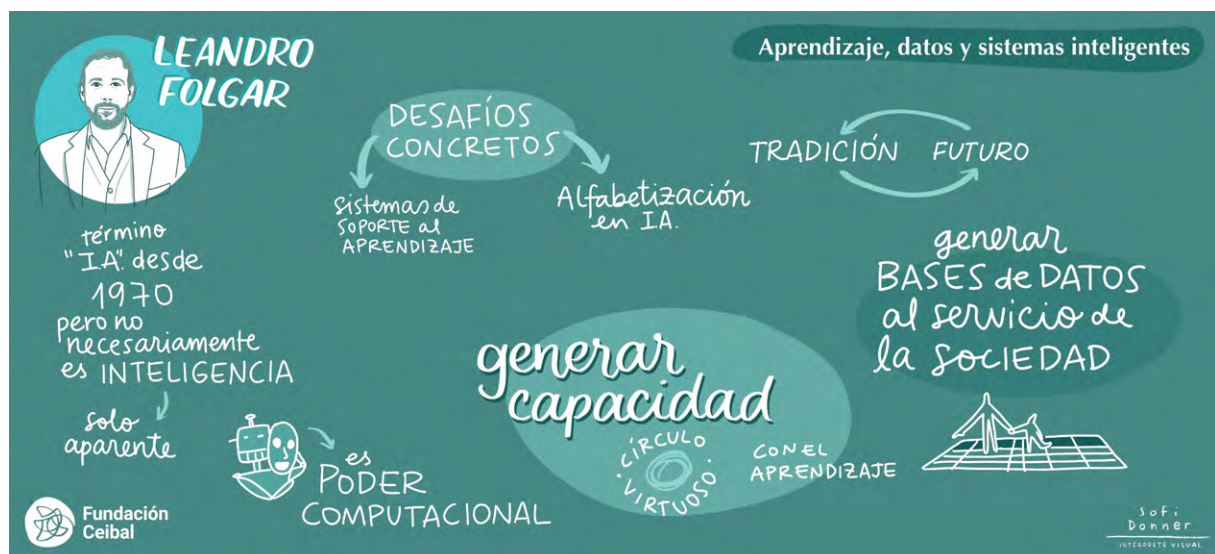 LEANDRO
FOLGAR
Aprendizaje, datos y sistemas inteligentes
DESAFÍOS
CONCRETOS
Sistemas de
SOPORTE al
APRENDIZAJE
Alfabetización
en I.A.
TRADICIÓN FUTURO
término
"I.A". desde
1970
pero no
necesariamente
es INTELIGENCIA
solo
aparente
es
PODER
COMPUTACIONAL
generar
capacidad
CÍRCULO
VIRTUOSO
CON EL
APRENDIZAJE
generar
BASES de DATOS
al servicio de
la SOCIEDAD
Fundación
Ceibal
Sofi
Donner
INTÉRPRETE VISUAL